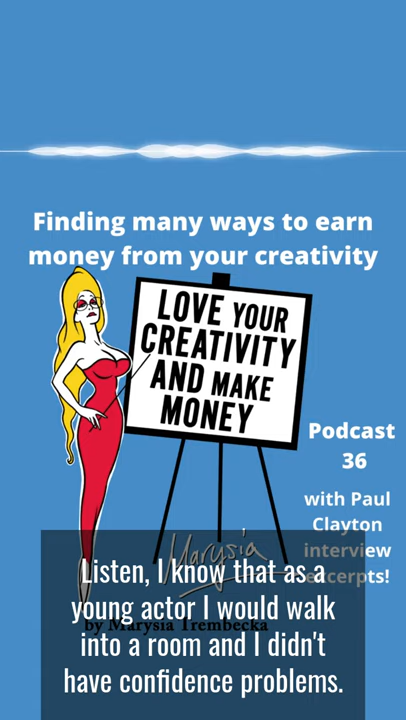 Finding many ways to earn
money from your creativity
LOVE YOUR
CREATIVITY
AND MAKE
MONEY
Podcast
36
with Paul
Clayton
interview
excerpts!
Marysia
by Marysia Trembecka
Listen, I know that as a
young actor I would walk
into a room and I didn't
have confidence problems.